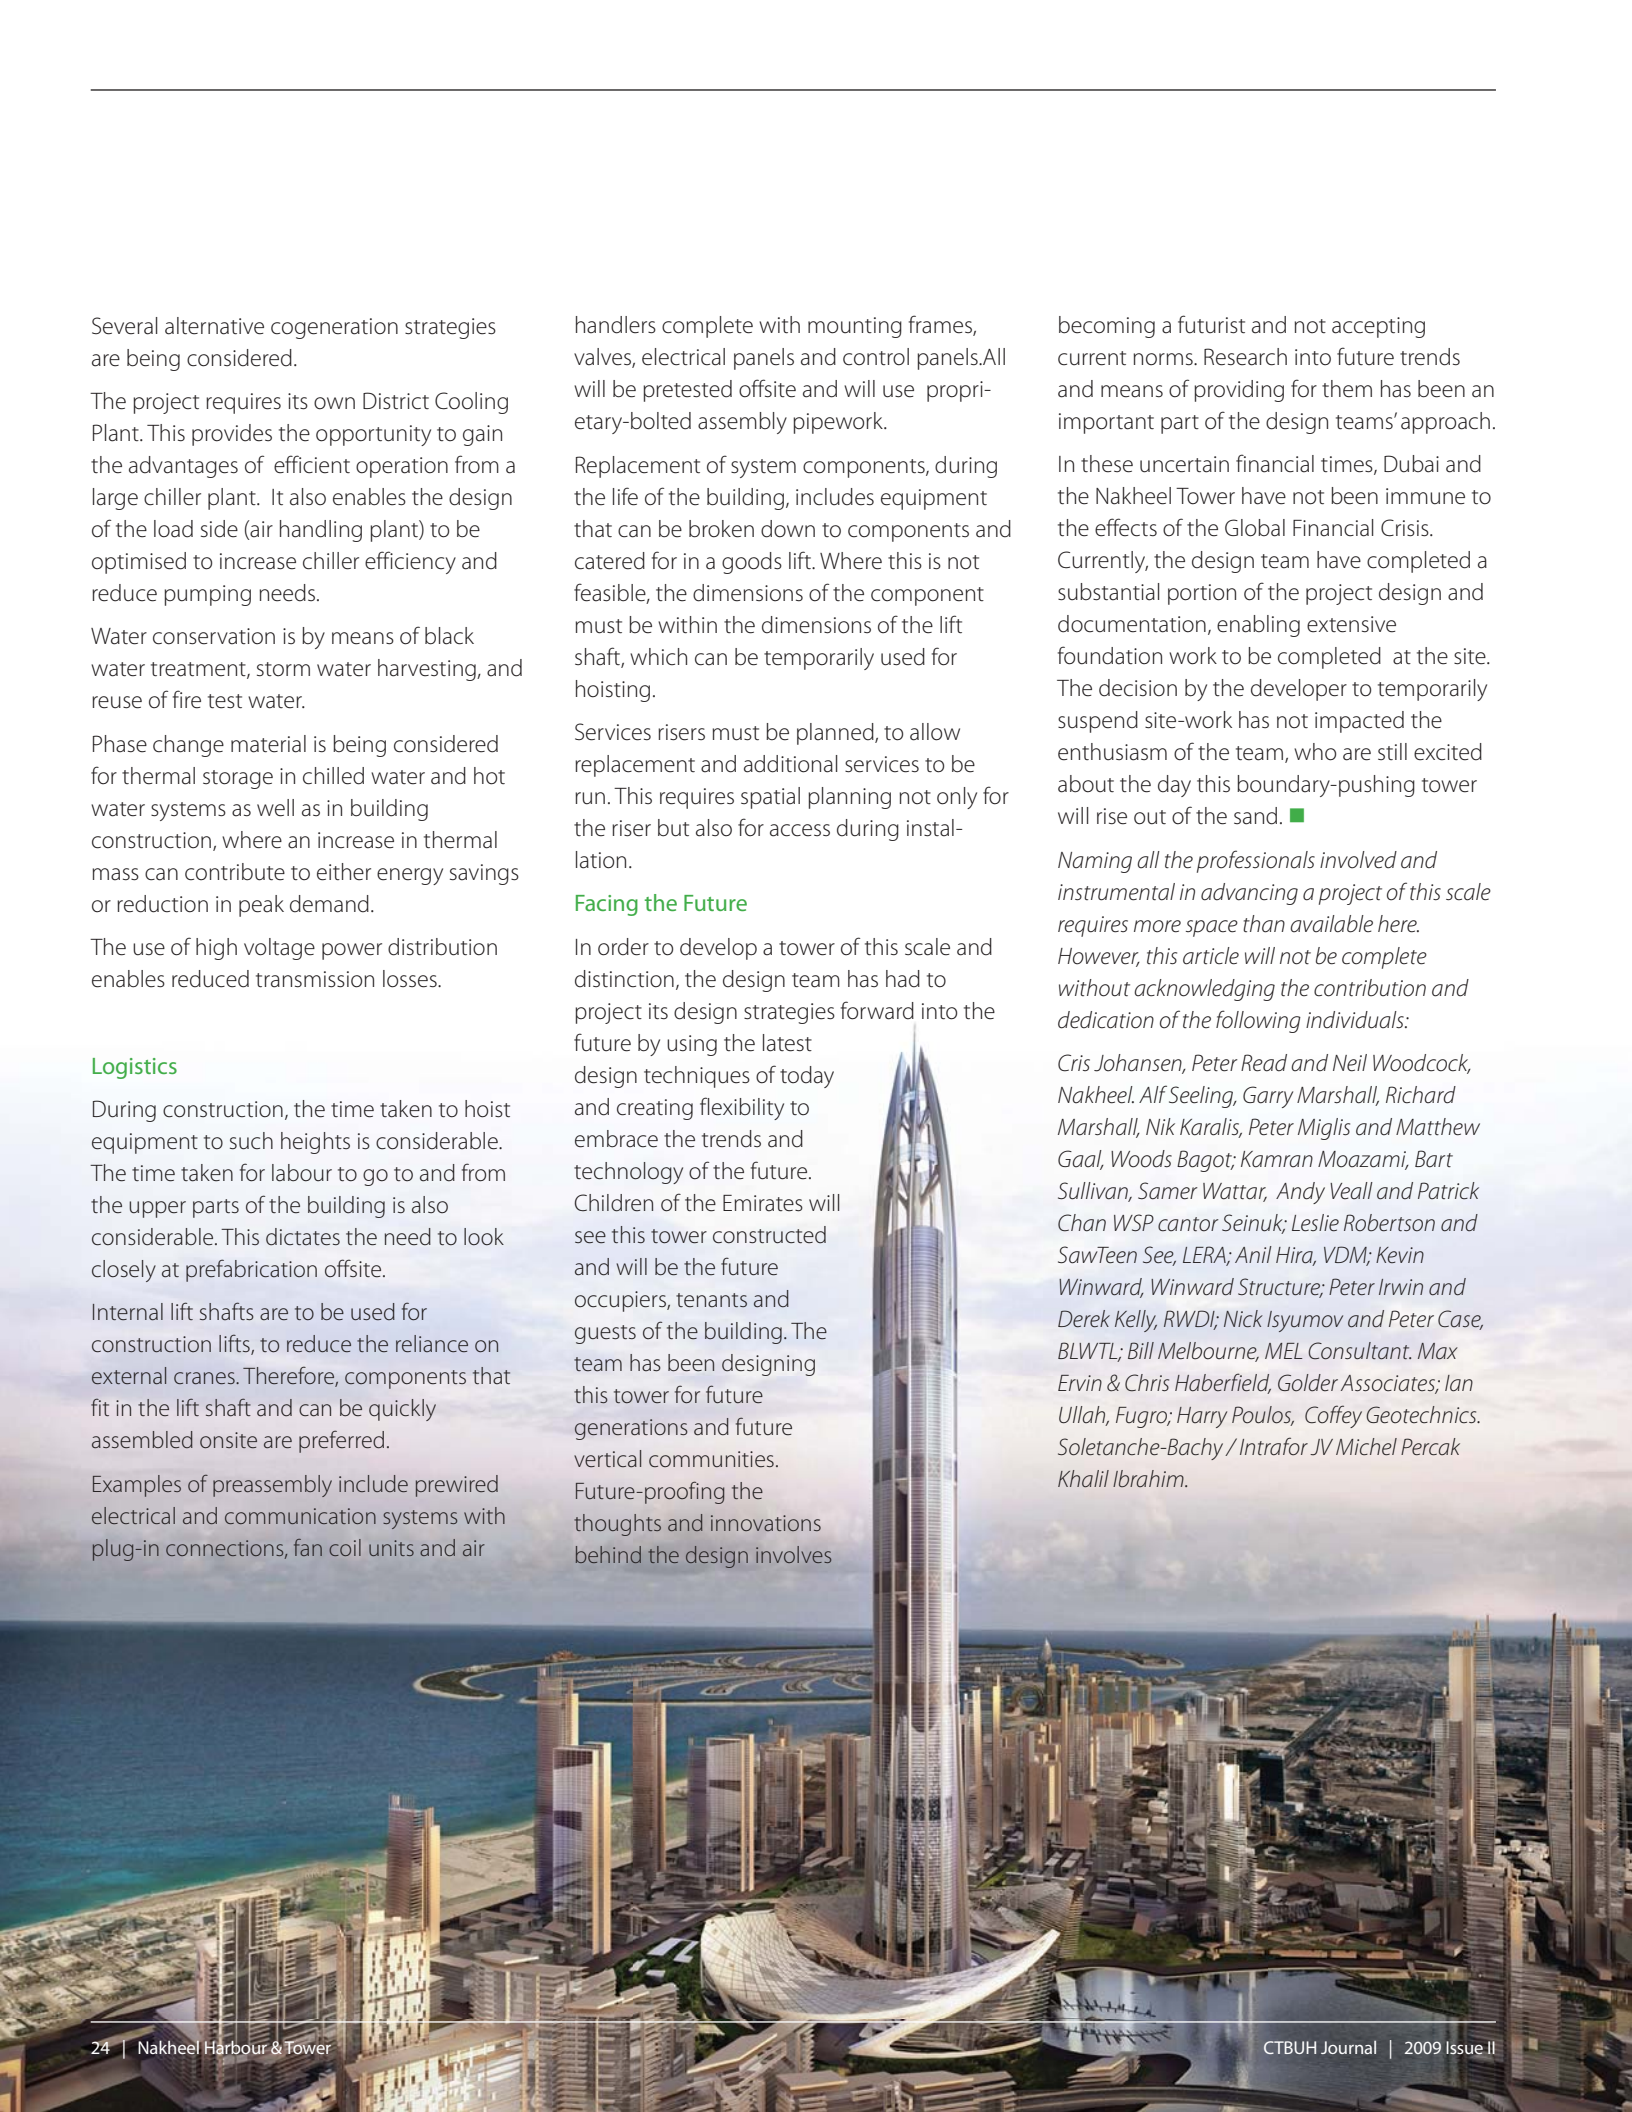 Several alternative cogeneration strategies
are being considered.
The project requires its own District Cooling
Plant. This provides the opportunity to gain
the advantages of efficient operation from a
large chiller plant. It also enables the design
of the load side (air handling plant) to be
optimised to increase chiller efficiency and
reduce pumping needs.
Water conservation is by means of black
water treatment, storm water harvesting, and
reuse of fire test water.
Phase change material is being considered
for thermal storage in chilled water and hot
water systems as well as in building
construction, where an increase in thermal
mass can contribute to either energy savings
or reduction in peak demand.
The use of high voltage power distribution
enables reduced transmission losses.
Logistics
During construction, the time taken to hoist
equipment to such heights is considerable.
The time taken for labour to go to and from
the upper parts of the building is also
considerable. This dictates the need to look
closely at prefabrication offsite.
Internal lift shafts are to be used for
construction lifts, to reduce the reliance on
external cranes. Therefore, components that
fit in the lift shaft and can be quickly
assembled onsite are preferred.
Examples of preassembly include prewired
electrical and communication systems with
plug-in connections, fan coil units and air
handlers complete with mounting frames,
valves, electrical panels and control panels.All
will be pretested offsite and will use propri-
etary-bolted assembly pipework.
Replacement of system components, during
the life of the building, includes equipment
that can be broken down to components and
catered for in a goods lift. Where this is not
feasible, the dimensions of the component
must be within the dimensions of the lift
shaft, which can be temporarily used for
hoisting.
Services risers must be planned, to allow
replacement and additional services to be
run. This requires spatial planning not only for
the riser but also for access during instal-
lation.
Facing the Future
In order to develop a tower of this scale and
distinction, the design team has had to
project its design strategies forward into the
future by using the latest
design techniques of today
and creating flexibility to
embrace the trends and
technology of the future.
Children of the Emirates will
see this tower constructed
and will be the future
occupiers, tenants and
guests of the building. The
team has been designing
this tower for future
generations and future
vertical communities.
Future-proofing the
thoughts and innovations
behind the design involves
becoming a futurist and not accepting
current norms. Research into future trends
and means of providing for them has been an
important part of the design teams' approach.
In these uncertain financial times, Dubai and
the Nakheel Tower have not been immune to
the effects of the Global Financial Crisis.
Currently, the design team have completed a
substantial portion of the project design and
documentation, enabling extensive
foundation work to be completed at the site.
The decision by the developer to temporarily
suspend site-work has not impacted the
enthusiasm of the team, who are still excited
about the day this boundary-pushing tower
will rise out of the sand.
Naming all the professionals involved and
instrumental in advancing a project of this scale
requires more space than available here.
However, this article will not be complete
without acknowledging the contribution and
dedication of the following individuals:
Cris Johansen, Peter Read and Neil Woodcock,
Nakheel. Alf Seeling, Garry Marshall, Richard
Marshall, Nik Karalis, Peter Miglis and Matthew
Gaal, Woods Bagot; Kamran Moazami, Bart
Sullivan, Samer Wattar, Andy Veall and Patrick
Chan WSP cantor Seinuk; Leslie Robertson and
SawTeen See, LERA; Anil Hira, VDM; Kevin
Winward, Winward Structure; Peter Irwin and
Derek Kelly, RWDI; Nick Isyumov and Peter Case,
BLWTL; Bill Melbourne, MEL Consultant. Max
Ervin & Chris Haberfield, Golder Associates; Ian
Ullah, Fugro; Harry Poulos, Coffey Geotechnics.
Soletanche-Bachy / Intrafor JV Michel Percak
Khalil Ibrahim.
24 | Nakheel Harbour & Tower
CTBUH Journal | 2009 Issue II